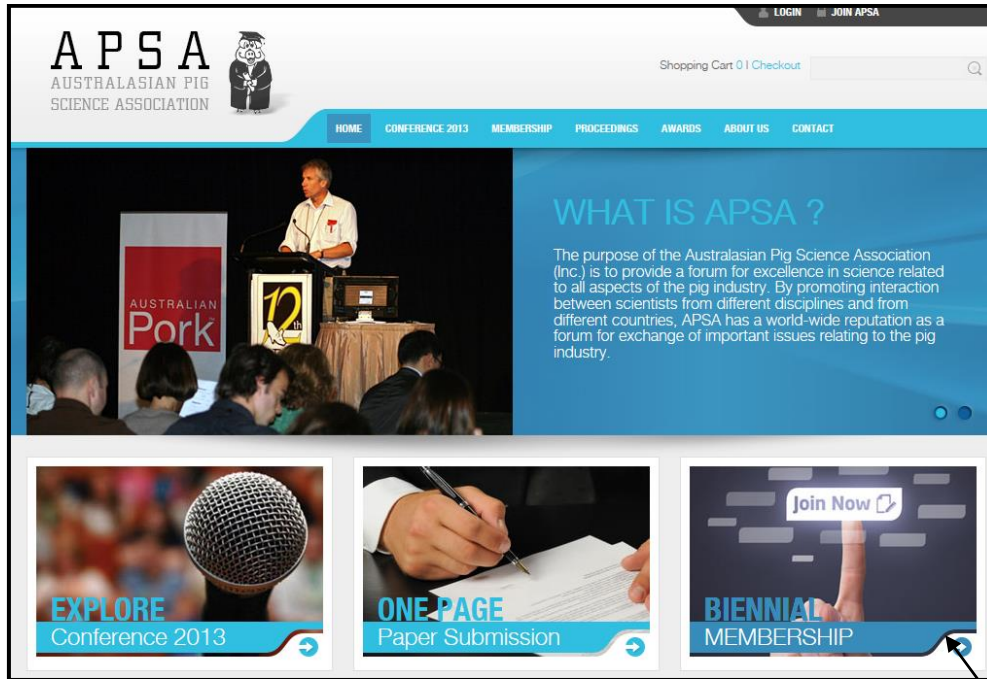 LOGIN JOIN APSA
APSA
AUSTRALASIAN PIG
SCIENCE ASSOCIATION
Shopping Cart 0 | Checkout
HOME CONFERENCE 2013 MEMBERSHIP PROCEEDINGS AWARDS ABOUT US CONTACT
AUSTRALIAN
Pork
12th
WHAT IS APSA ?
The purpose of the Australasian Pig Science Association
(Inc.) is to provide a forum for excellence in science related
to all aspects of the pig industry. By promoting interaction
between scientists from different disciplines and from
different countries, APSA has a world-wide reputation as a
forum for exchange of important issues relating to the pig
industry.
EXPLORE
Conference 2013
ONE PAGE
Paper Submission
Join Now
BIENNIAL
MEMBERSHIP